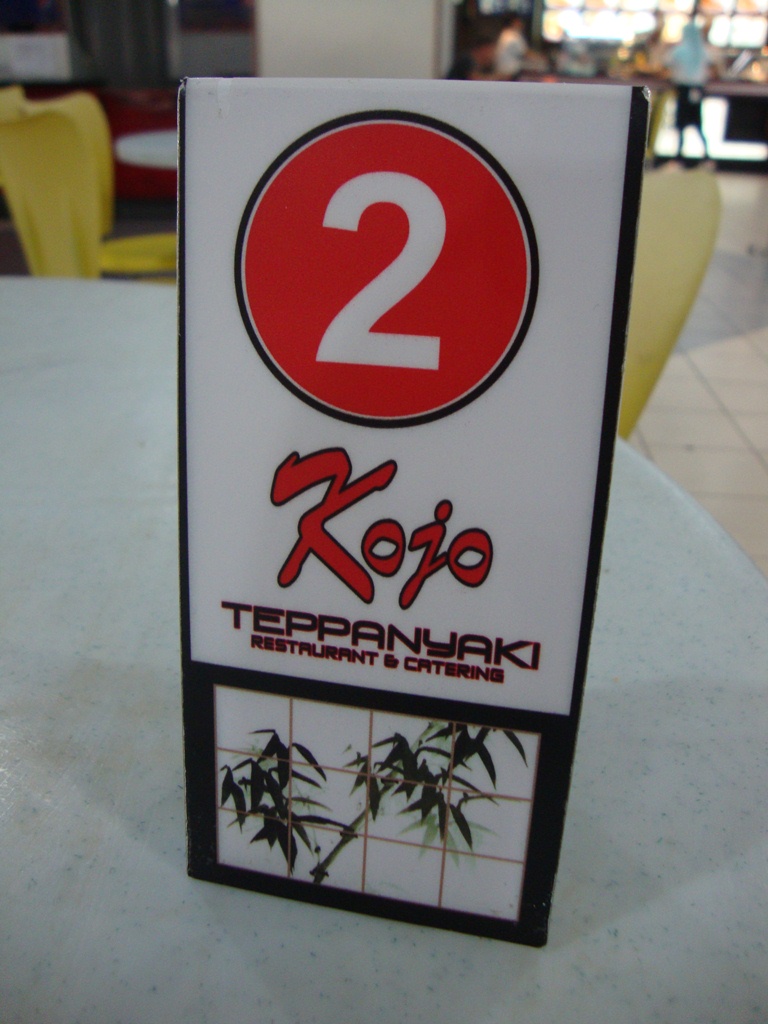 2
Kojo
TEPPANYAKI
RESTAURANT & CATERING